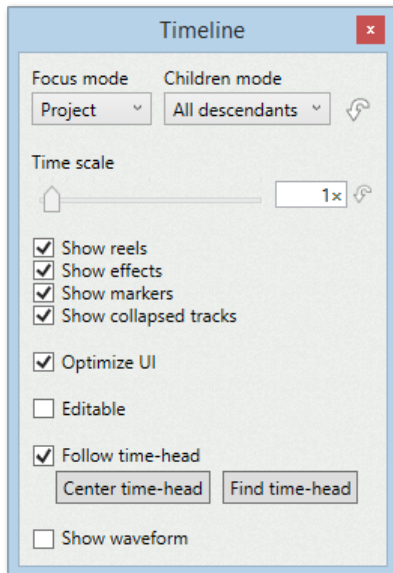 Timeline
x
Focus mode Children mode
Project All descendants
Time scale
1x
Show reels
Show effects
Show markers
Show collapsed tracks
Optimize UI
Editable
Follow time-head
Center time-head Find time-head
Show waveform